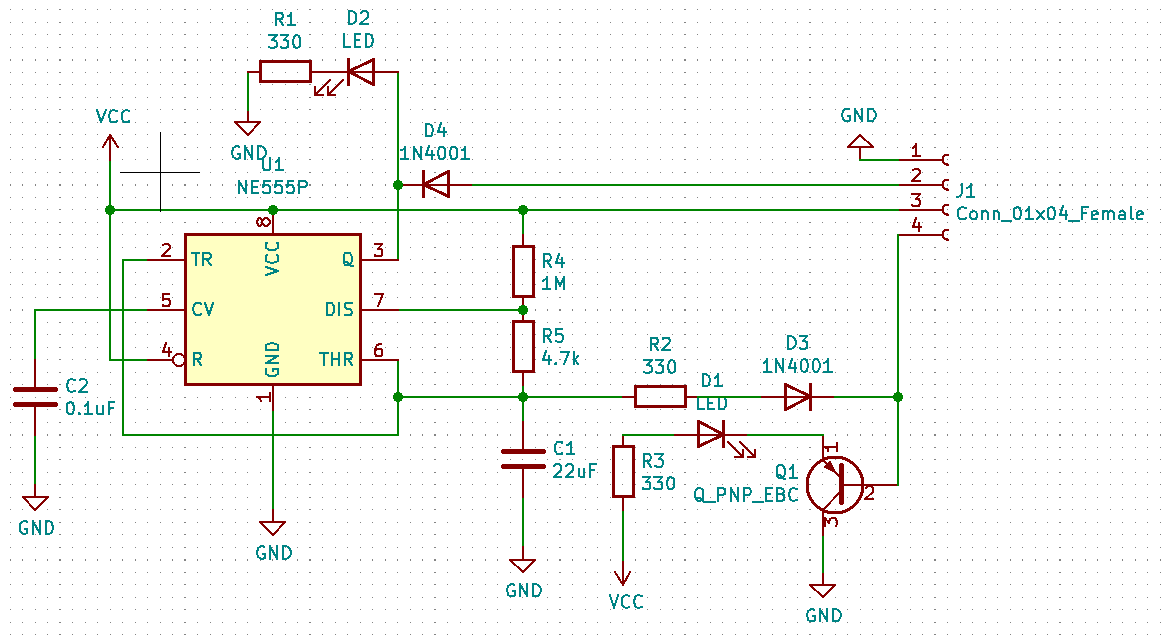 R1
330
D2
LED
VCC
GND
D4
1N4001
GND
U1
NE555P
1
2
3
4
J1
Conn_01x04_Female
8
2
TR
VCC
Q
3
R4
1M
5
CV
DIS
7
R5
4.7k
4
R
GND
THR
6
1
C2
0.1uF
R2
330
D3
1N4001
D1
LED
C1
22uF
R3
330
Q1
Q_PNP_EBC
1
2
3
GND
GND
GND
VCC
GND